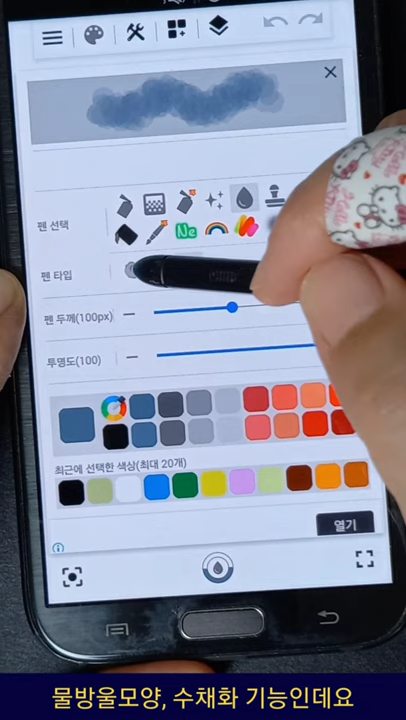 펜 선택
Ne
펜 타입
펜 두께(100px)
투명도(100)
최근에 선택한 색상(최대 20개)
열기
물방울모양, 수채화 기능인데요